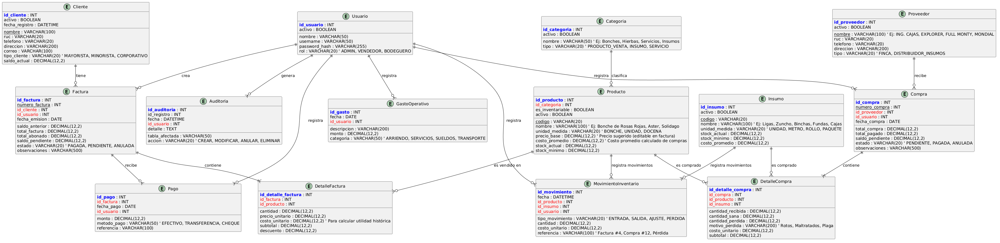 E Cliente
id_cliente : INT
activo : BOOLEAN
fecha_registro : DATETIME
nombre : VARCHAR(100)
ruc : VARCHAR(20)
telefono : VARCHAR(20)
direccion : VARCHAR(200)
correo : VARCHAR(100)
tipo_cliente : VARCHAR(20) ' MAYORISTA, MINORISTA, CORPORATIVO
saldo_actual : DECIMAL(12,2)
E Usuario
id_usuario : INT
activo : BOOLEAN
nombre : VARCHAR(50)
username : VARCHAR(50)
password_hash : VARCHAR(255)
rol : VARCHAR(20) ' ADMIN, VENDEDOR, BODEGUERO
E Categoria
id_categoria : INT
activo : BOOLEAN
nombre : VARCHAR(50) ' Ej: Bonches, Hierbas, Servicios, Insumos
tipo : VARCHAR(20) ' PRODUCTO_VENTA, INSUMO, SERVICIO
E Proveedor
id_proveedor : INT
activo : BOOLEAN
nombre : VARCHAR(100) ' Ej: ING. CAJAS, EXPLORER, FULL MONTY, MONDIAL
ruc : VARCHAR(20)
telefono : VARCHAR(20)
direccion : VARCHAR(200)
tipo : VARCHAR(20) ' FINCA, DISTRIBUIDOR_INSUMOS
tiene
crea
genera
registra
registra
clasifica
recibe
E Factura
id_factura : INT
numero_factura : INT
id_cliente : INT
id_usuario : INT
fecha_emision : DATE
saldo_anterior : DECIMAL(12,2)
total_factura : DECIMAL(12,2)
total_abonado : DECIMAL(12,2)
saldo_pendiente : DECIMAL(12,2)
estado : VARCHAR(20) ' PAGADA, PENDIENTE, ANULADA
observaciones : VARCHAR(500)
E Auditoria
id_auditoria : INT
id_registro : INT
fecha : DATETIME
id_usuario : INT
detalle : TEXT
tabla_afectada : VARCHAR(50)
accion : VARCHAR(20) ' CREAR, MODIFICAR, ANULAR, ELIMINAR
E GastoOperativo
id_gasto : INT
fecha : DATE
id_usuario : INT
descripcion : VARCHAR(200)
monto : DECIMAL(12,2)
categoria : VARCHAR(50) ' ARRIENDO, SERVICIOS, SUELDOS, TRANSPORTE
registra
registra
E Producto
id_producto : INT
id_categoria : INT
es_inventariable : BOOLEAN
activo : BOOLEAN
codigo : VARCHAR(20)
nombre : VARCHAR(100) ' Ej: Bonche de Rosas Rojas, Aster, Solidago
unidad_medida : VARCHAR(20) ' BONCHE, UNIDAD, DOCENA
precio_base : DECIMAL(12,2) ' Precio sugerido (editable en factura)
costo_promedio : DECIMAL(12,2) ' Costo promedio calculado de compras
stock_actual : DECIMAL(12,2)
stock_minimo : DECIMAL(12,2)
E Insumo
id_insumo : INT
activo : BOOLEAN
codigo : VARCHAR(20)
nombre : VARCHAR(100) ' Ej: Ligas, Zuncho, Binchas, Fundas, Cajas
unidad_medida : VARCHAR(20) ' UNIDAD, METRO, ROLLO, PAQUETE
stock_actual : DECIMAL(12,2)
stock_minimo : DECIMAL(12,2)
costo_promedio : DECIMAL(12,2)
E Compra
id_compra : INT
numero_compra : INT
id_proveedor : INT
id_usuario : INT
fecha_compra : DATE
total_compra : DECIMAL(12,2)
total_pagado : DECIMAL(12,2)
saldo_pendiente : DECIMAL(12,2)
estado : VARCHAR(20) ' PENDIENTE, PAGADA, ANULADA
observaciones : VARCHAR(500)
recibe
contiene
es vendido en
registra movimientos
es comprado
registra movimientos
es comprado
contiene
E Pago
id_pago : INT
id_factura : INT
fecha_pago : DATE
id_usuario : INT
monto : DECIMAL(12,2)
metodo_pago : VARCHAR(50) ' EFECTIVO, TRANSFERENCIA, CHEQUE
referencia : VARCHAR(100)
E DetalleFactura
id_detalle_factura : INT
id_factura : INT
id_producto : INT
cantidad : DECIMAL(12,2)
precio_unitario : DECIMAL(12,2)
costo_unitario : DECIMAL(12,2) ' Para calcular utilidad histórica
subtotal : DECIMAL(12,2)
descuento : DECIMAL(12,2)
E MovimientoInventario
id_movimiento : INT
fecha : DATETIME
id_producto : INT
id_insumo : INT
id_usuario : INT
tipo_movimiento : VARCHAR(20) ' ENTRADA, SALIDA, AJUSTE, PERDIDA
cantidad : DECIMAL(12,2)
costo_unitario : DECIMAL(12,2)
referencia : VARCHAR(100) ' Factura #4, Compra #12, Pérdida
E DetalleCompra
id_detalle_compra : INT
id_compra : INT
id_producto : INT
id_insumo : INT
cantidad_recibida : DECIMAL(12,2)
cantidad_sana : DECIMAL(12,2)
cantidad_perdida : DECIMAL(12,2)
motivo_perdida : VARCHAR(200) ' Rotos, Maltratados, Plaga
costo_unitario : DECIMAL(12,2)
subtotal : DECIMAL(12,2)